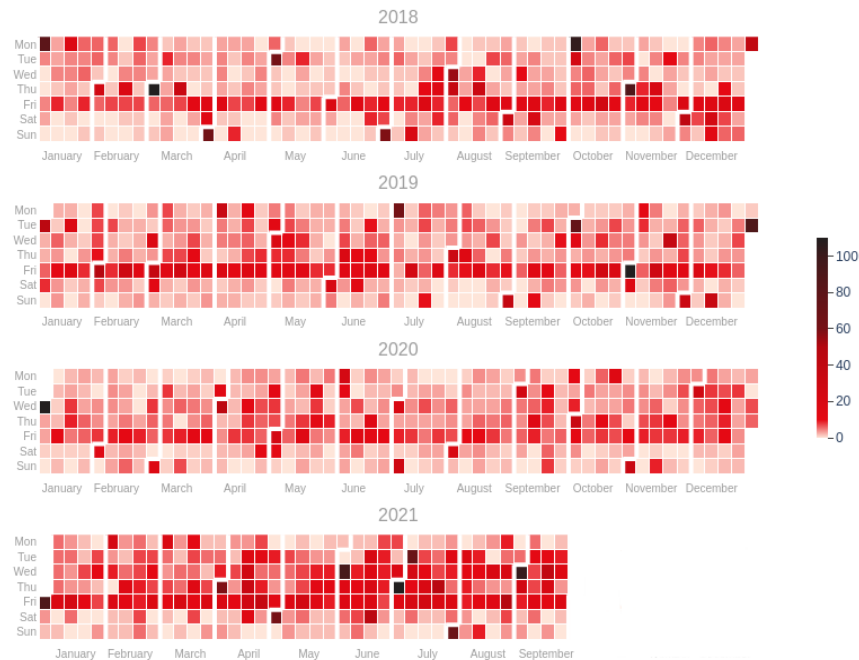 2018
Mon
Tue
Wed
Thu
Fri
Sat
Sun
January February March April May June July August September October November December
2019
Mon
Tue
Wed
Thu
Fri
Sat
Sun
January February March April May June July August September October November December
100
80
60
40
20
0
2020
Mon
Tue
Wed
Thu
Fri
Sat
Sun
January February March April May June July August September October November December
2021
Mon
Tue
Wed
Thu
Fri
Sat
Sun
January February March April May June July August September